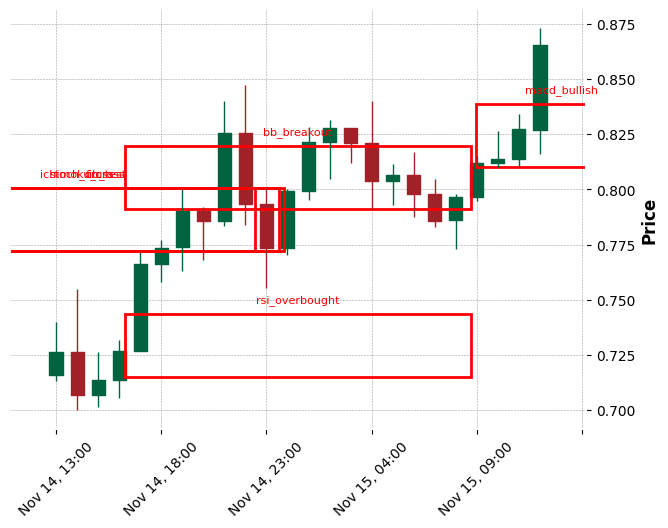 0.875
0.850
macd_bullish
0.825
bb_breakout
0.800
0.775
rsi_overbought
0.750
0.725
0.700
Price
Nov 14, 13:00
Nov 14, 18:00
Nov 14, 23:00
Nov 15, 04:00
Nov 15, 09:00